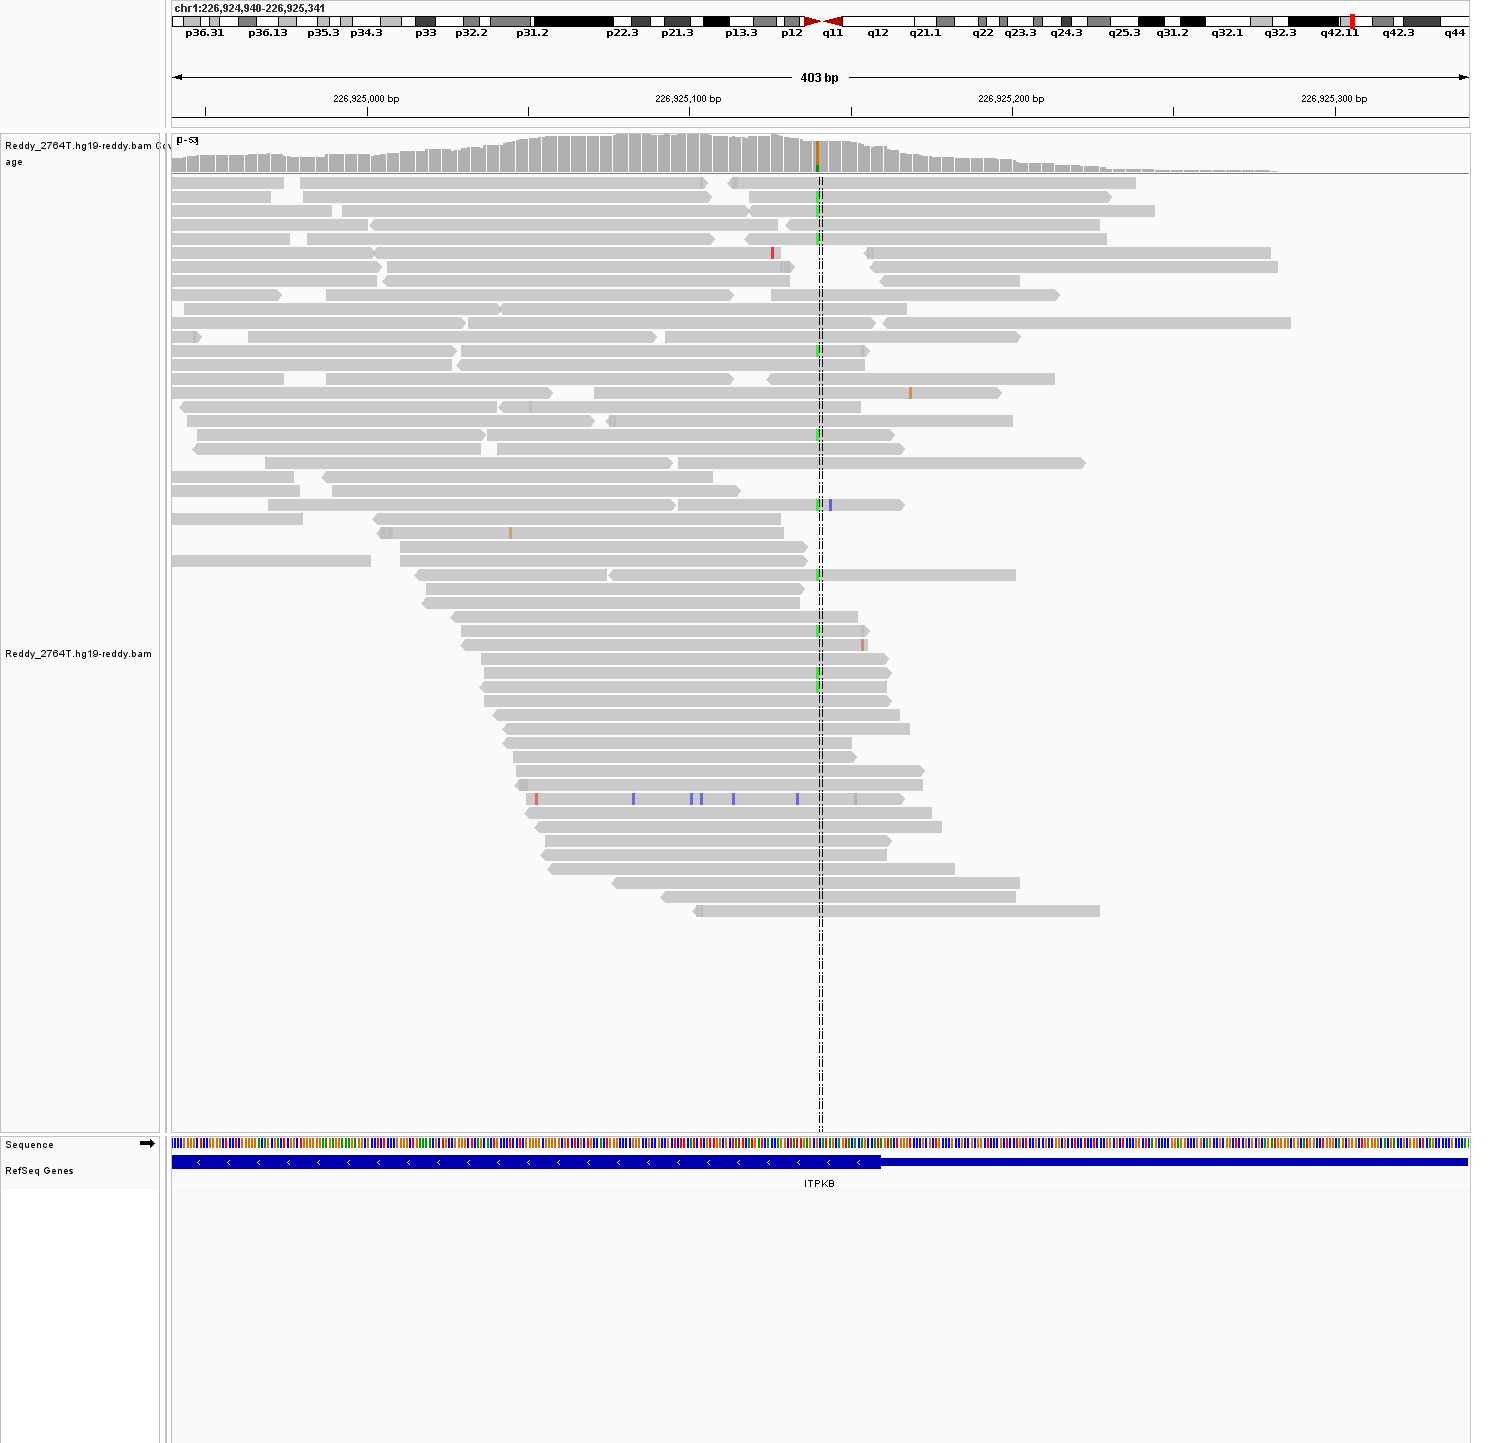 chr1:226,924,940-226,925,341
p36.31 p36.13 p35.3 p34.3 p33 p32.2 p31.2 p22.3 p21.3 p13.3 p12 q11 q12 q21.1 q22 q23.3 q24.3 q25.3 q31.2 q32.1 q32.3 q42.11 q42.3 q44
403 bp
226,925,000 bp 226,925,100 bp 226,925,200 bp 226,925,300 bp
Reddy_2764T.hg19-reddy.bam Cov
age
[0 - 53]
Reddy_2764T.hg19-reddy.bam
Sequence
RefSeq Genes
ITPKB